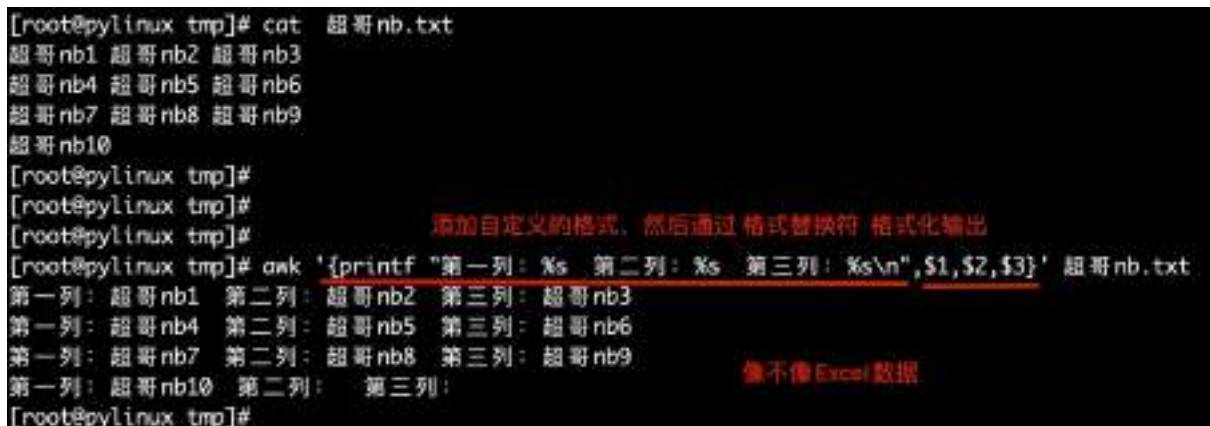 [root@pylinux tmp]# cat  超哥nb.txt
超哥nb1 超哥nb2 超哥nb3
超哥nb4 超哥nb5 超哥nb6
超哥nb7 超哥nb8 超哥nb9
超哥nb10
[root@pylinux tmp]#
[root@pylinux tmp]#
[root@pylinux tmp]#
添加自定义的格式，然后通过 格式替换符 格式化输出
[root@pylinux tmp]# awk '{printf "第一列：%s  第二列：%s  第三列：%s\n",$1,$2,$3}' 超哥nb.txt
第一列：超哥nb1  第二列：超哥nb2  第三列：超哥nb3
第一列：超哥nb4  第二列：超哥nb5  第三列：超哥nb6
第一列：超哥nb7  第二列：超哥nb8  第三列：超哥nb9
像不像Excel数据
第一列：超哥nb10  第二列：  第三列：
[root@pylinux tmp]#